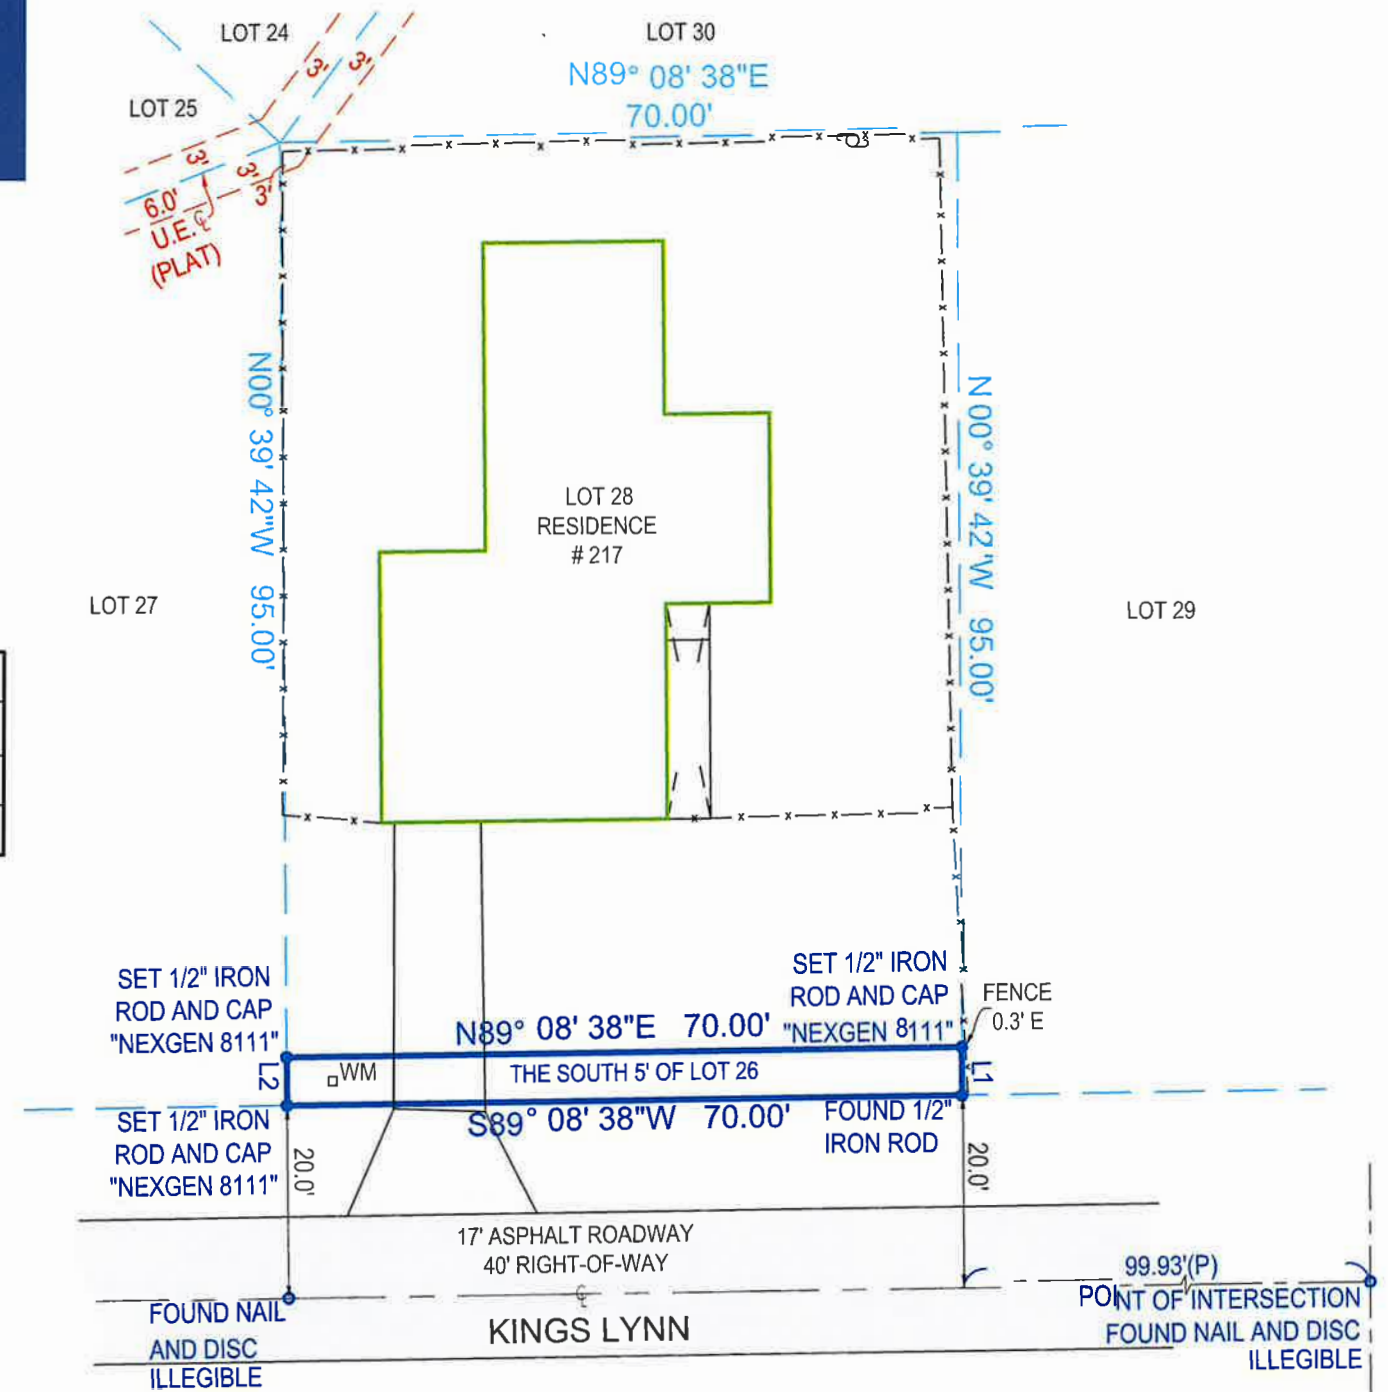 LOT 24
LOT 30
N89° 08' 38"E
70.00'
LOT 25
3'
3'
3'
3'
3'
6.0'
U.E. ℄
(PLAT)
N00° 39' 42"W 95.00'
N00° 39' 42"W 95.00'
LOT 28
RESIDENCE
# 217
LOT 27
LOT 29
SET 1/2" IRON
ROD AND CAP
"NEXGEN 8111"
SET 1/2" IRON
ROD AND CAP
"NEXGEN 8111"
FENCE
0.3' E
N89° 08' 38"E 70.00'
L2
WM
THE SOUTH 5' OF LOT 26
L1
S89° 08' 38"W 70.00'
FOUND 1/2"
IRON ROD
SET 1/2" IRON
ROD AND CAP
"NEXGEN 8111"
20.0'
20.0'
17' ASPHALT ROADWAY
40' RIGHT-OF-WAY
99.93'(P)
℄
KINGS LYNN
FOUND NAIL
AND DISC
ILLEGIBLE
POINT OF INTERSECTION
FOUND NAIL AND DISC
ILLEGIBLE